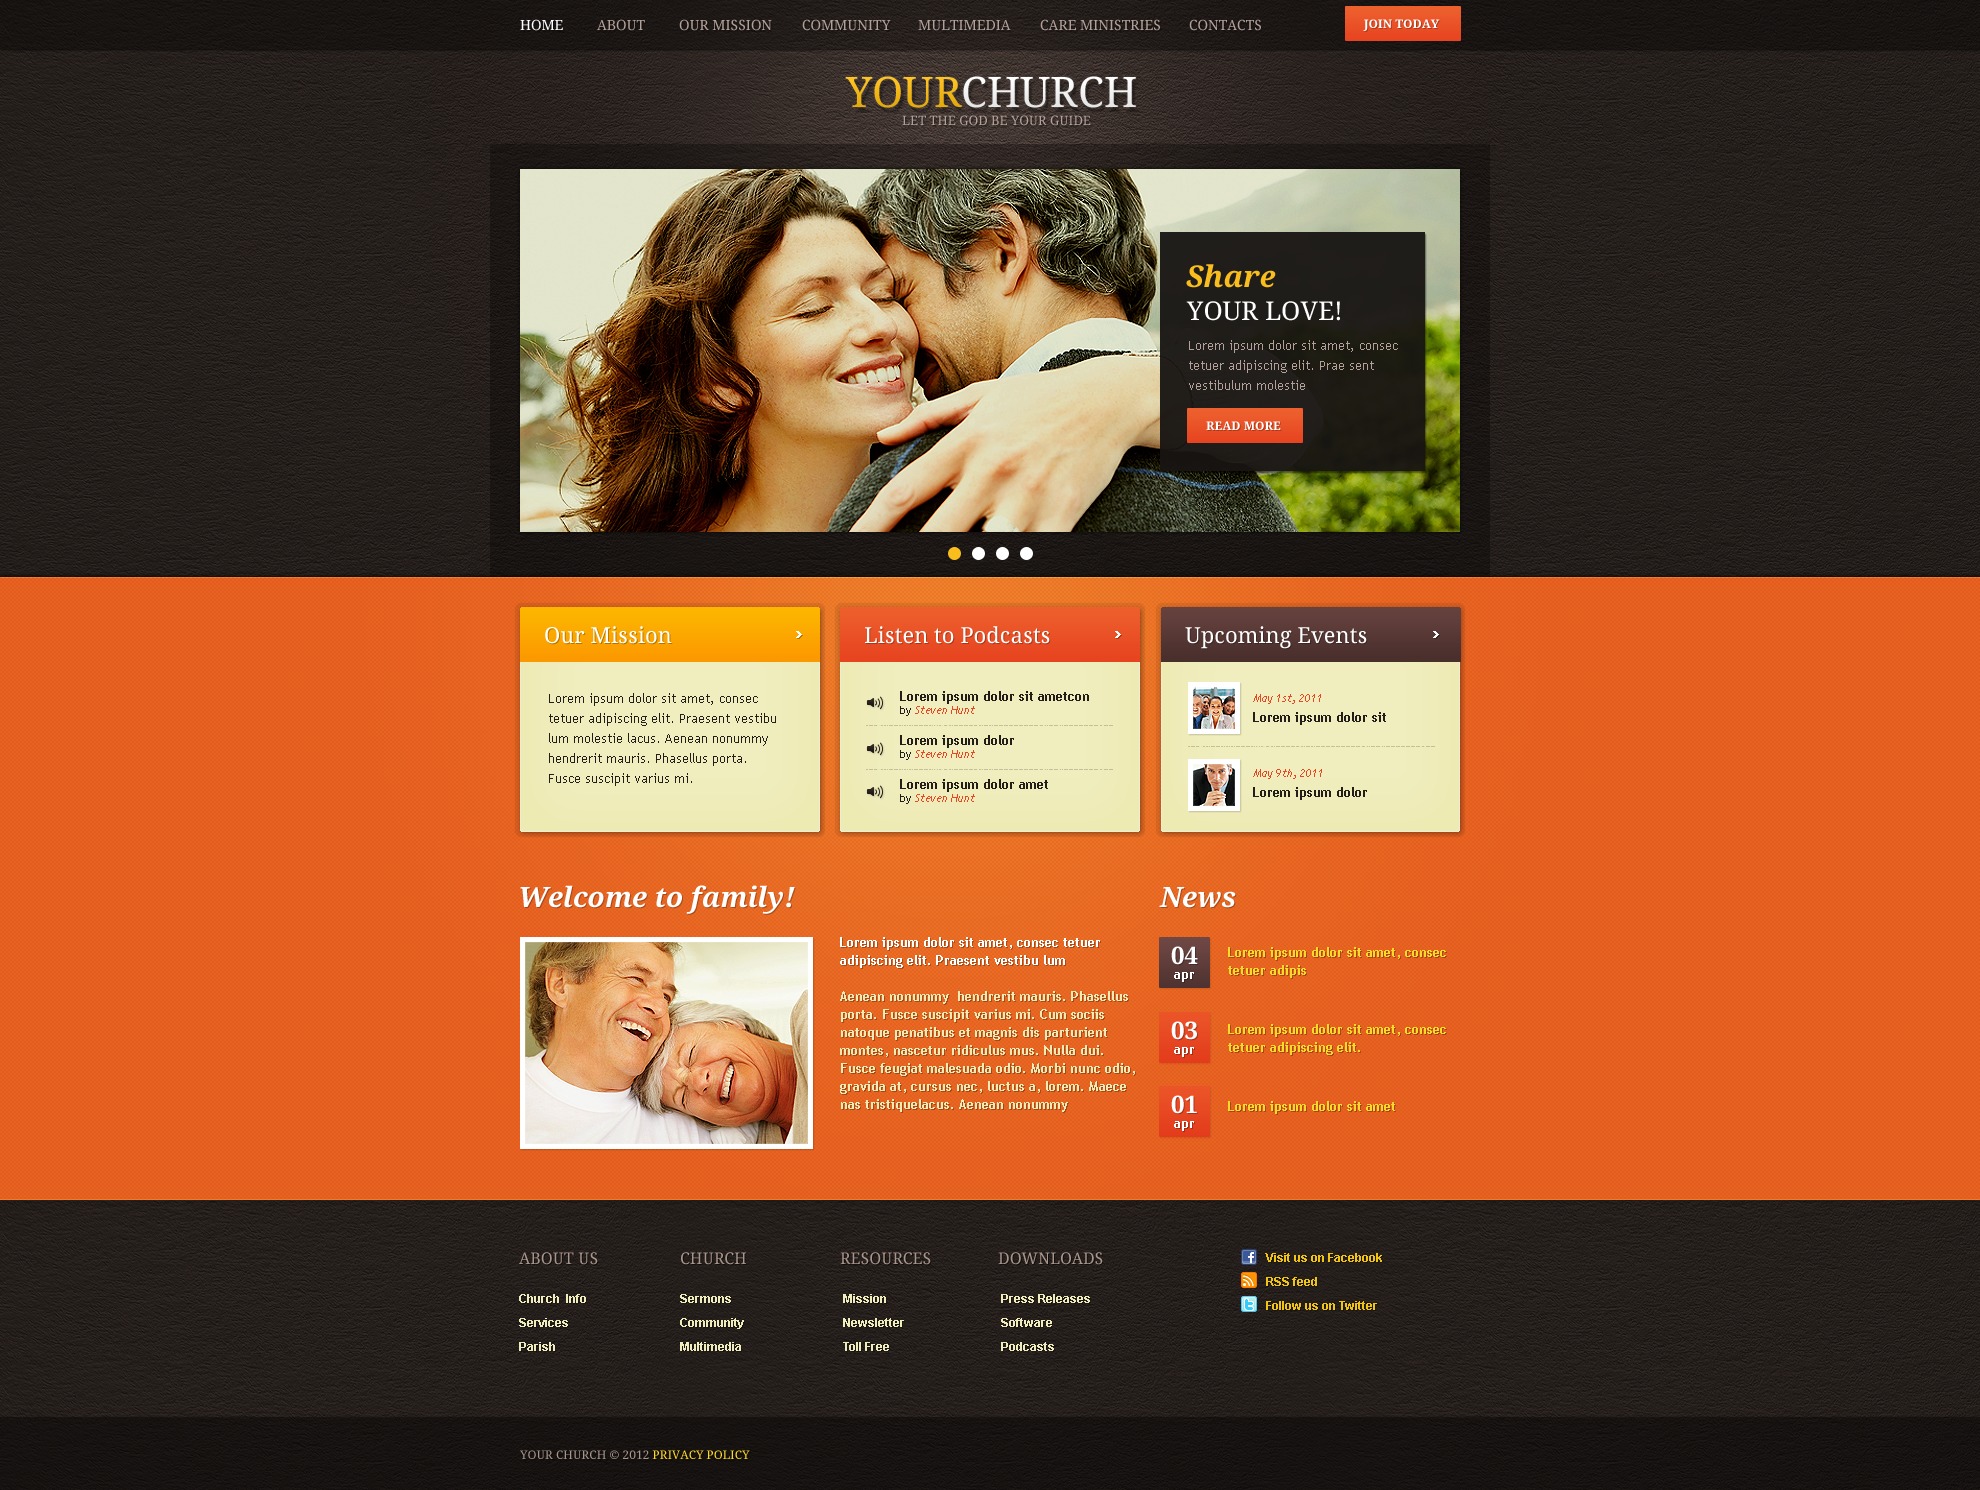 HOME ABOUT OUR MISSION COMMUNITY MULTIMEDIA CARE MINISTRIES CONTACTS JOIN TODAY
YOURCHURCH
LET THE GOD BE YOUR GUIDE
Share
YOUR LOVE!
Lorem ipsum dolor sit amet, consec
tetuer adipiscing elit. Prae sent
vestibulum molestie
READ MORE
Our Mission
Lorem ipsum dolor sit amet, consec
tetuer adipiscing elit. Praesent vestibu
lum molestie lacus. Aenean nonummy
hendrerit mauris. Phasellus porta.
Fusce suscipit varius mi.
Listen to Podcasts
Lorem ipsum dolor sit ametcon
by Steven Hunt
Lorem ipsum dolor
by Steven Hunt
Lorem ipsum dolor amet
by Steven Hunt
Upcoming Events
May 1st, 2011
Lorem ipsum dolor sit
May 9th, 2011
Lorem ipsum dolor
Welcome to family!
Lorem ipsum dolor sit amet, consec tetuer
adipiscing elit. Praesent vestibu lum
Aenean nonummy hendrerit mauris. Phasellus
porta. Fusce suscipit varius mi. Cum sociis
natoque penatibus et magnis dis parturient
montes, nascetur ridiculus mus. Nulla dui.
Fusce feugiat malesuada odio. Morbi nunc odio,
gravida at, cursus nec, luctus a, lorem. Maece
nas tristiquelacus. Aenean nonummy
News
04
apr
Lorem ipsum dolor sit amet, consec
tetuer adipis
03
apr
Lorem ipsum dolor sit amet, consec
tetuer adipiscing elit.
01
apr
Lorem ipsum dolor sit amet
ABOUT US
Church Info
Services
Parish
CHURCH
Sermons
Community
Multimedia
RESOURCES
Mission
Newsletter
Toll Free
DOWNLOADS
Press Releases
Software
Podcasts
Visit us on Facebook
RSS feed
Follow us on Twitter
YOUR CHURCH © 2012 PRIVACY POLICY